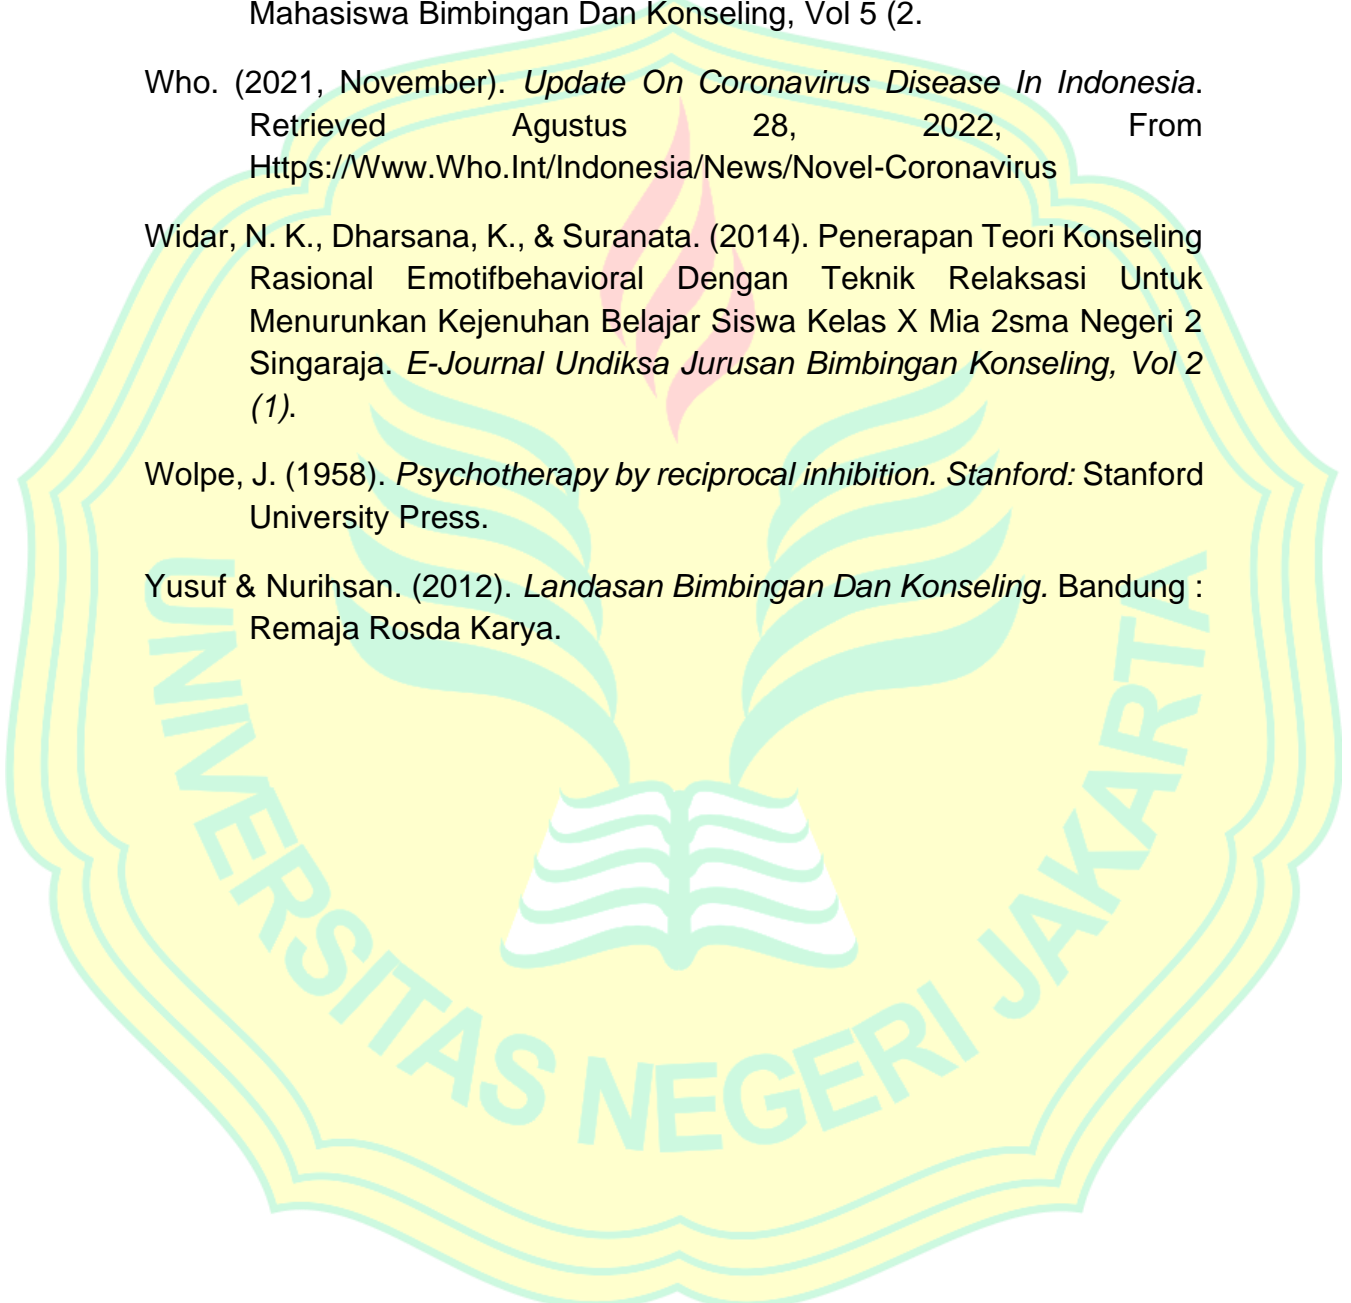 Mahasiswa Bimbingan Dan Konseling, Vol 5 (2.
Who. (2021, November). Update On Coronavirus Disease In Indonesia.
Retrieved Agustus 28, 2022, From
Https://Www.Who.Int/Indonesia/News/Novel-Coronavirus
Widar, N. K., Dharsana, K., & Suranata. (2014). Penerapan Teori Konseling
Rasional Emotifbehavioral Dengan Teknik Relaksasi Untuk
Menurunkan Kejenuhan Belajar Siswa Kelas X Mia 2sma Negeri 2
Singaraja. E-Journal Undiksa Jurusan Bimbingan Konseling, Vol 2
(1).
Wolpe, J. (1958). Psychotherapy by reciprocal inhibition. Stanford: Stanford
University Press.
Yusuf & Nurihsan. (2012). Landasan Bimbingan Dan Konseling. Bandung :
Remaja Rosda Karya.
UNIVERSITAS NEGERI JAKARTA